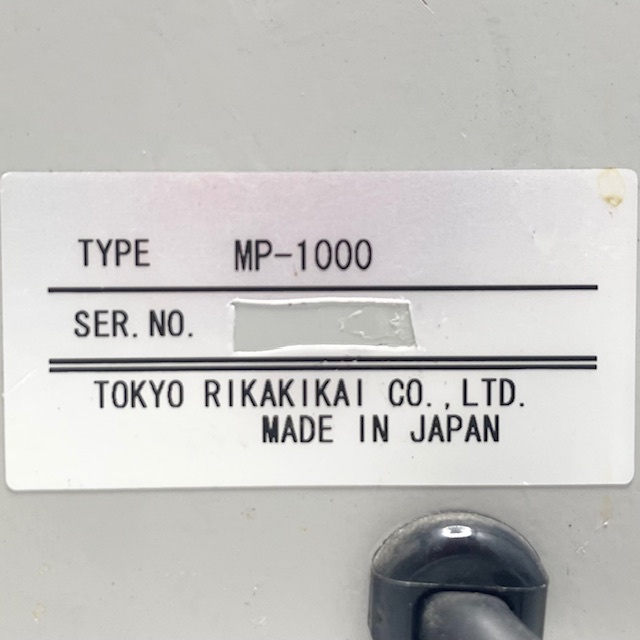 TYPE MP-1000
SER. NO.
TOKYO RIKAKIKAI CO., LTD.
MADE IN JAPAN